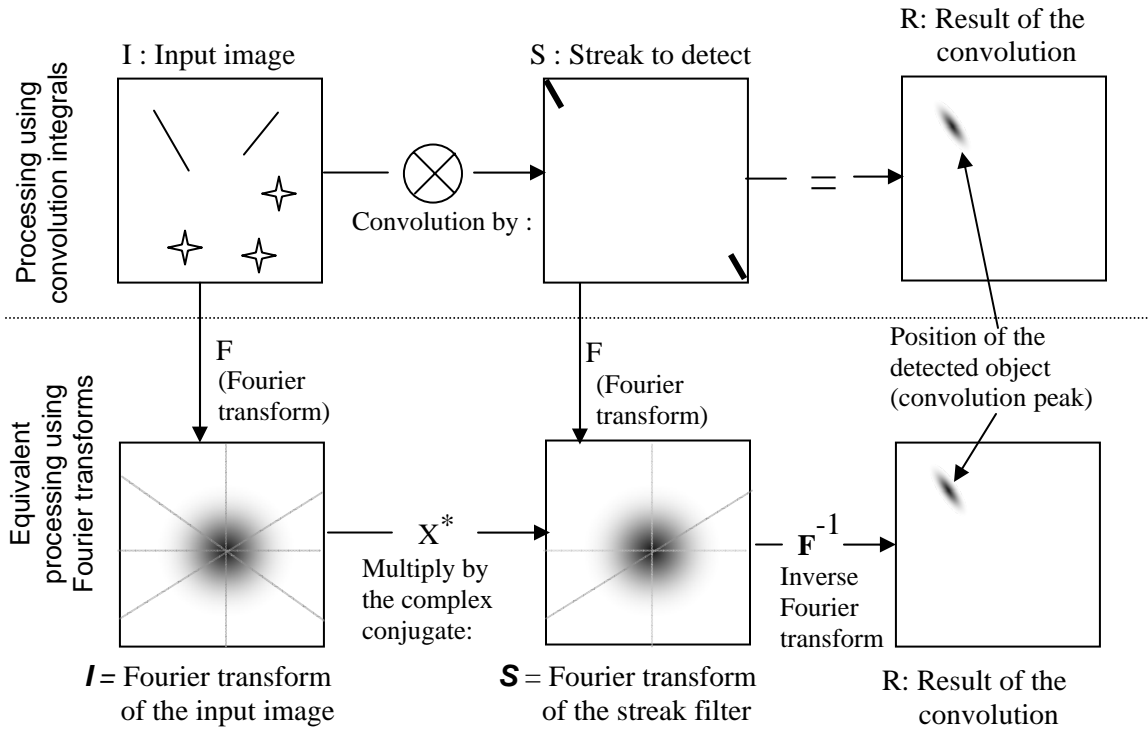 Processing using
convolution integrals
I : Input image
S : Streak to detect
R: Result of the
convolution
Convolution by :
=
F
(Fourier
transform)
F
(Fourier
transform)
Position of the
detected object
(convolution peak)
Equivalent
processing using
Fourier transforms
X*
Multiply by
the complex
conjugate:
F-1
Inverse
Fourier
transform
I = Fourier transform
of the input image
S = Fourier transform
of the streak filter
R: Result of the
convolution